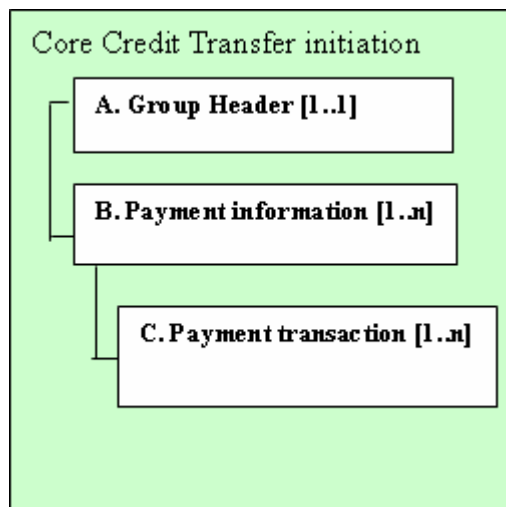 Core Credit Transfer initiation
A. Group Header [1..1]
B. Payment information [1..n]
C. Payment transaction [1..n]